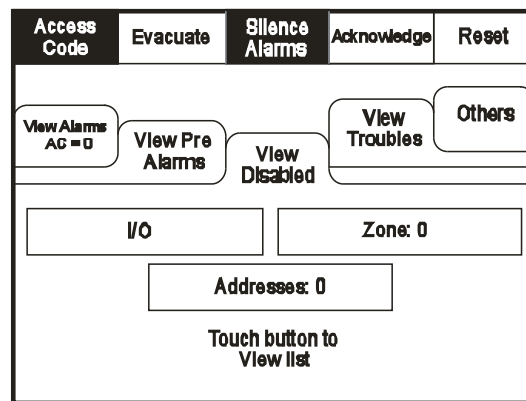 Access
Code
Evacuate
Silence
Alarms
Acknowledge
Reset
View Alarms
AC = 0
View Pre
Alarms
View
Disabled
View
Troubles
Others
I/O
Zone: 0
Addresses: 0
Touch button to
View list